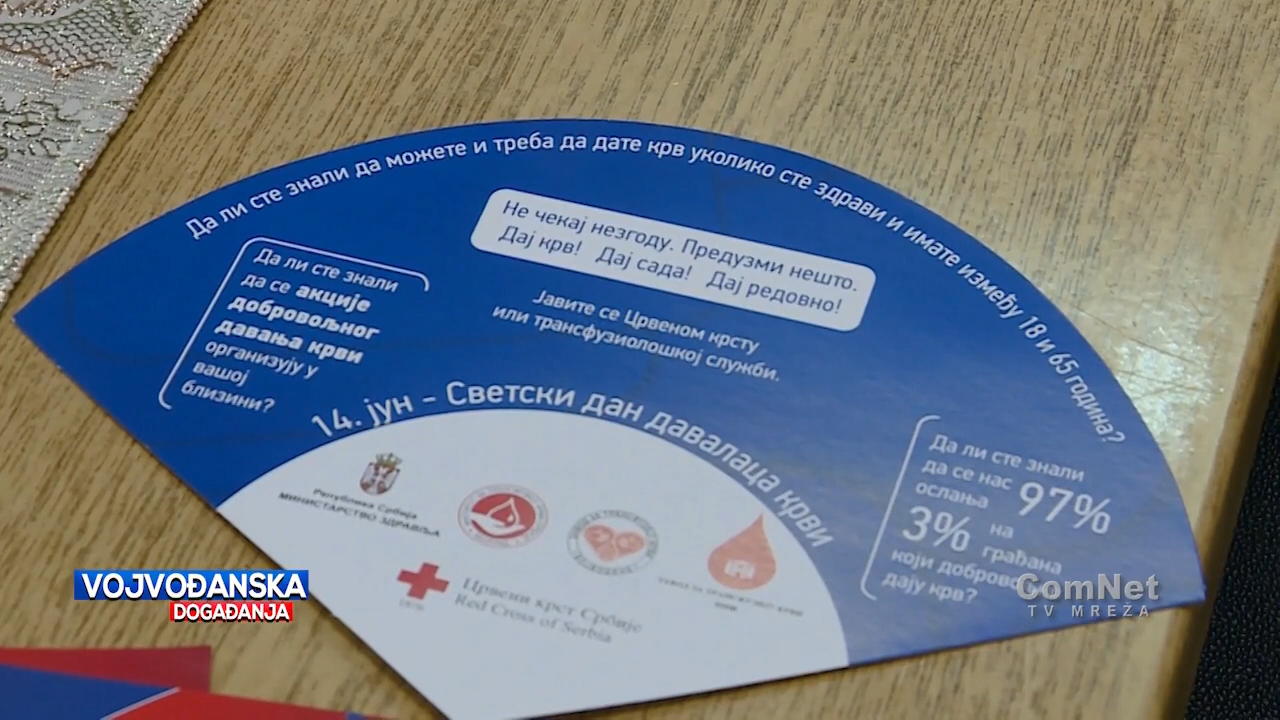 Да ли сте знали да можете и треба да дате крв уколико сте здрави и имате између 18 и 65 година?
Не чекај незгоду. Предузми нешто.
Дај крв! Дај сада! Дај редовно!
Јавите се Црвеном крсту
или трансфузиолошкој служби.
Да ли сте знали
да се акције
добровољног
давања крви
организују у
вашој
близини?
14. јун - Светски дан давалаца крви
Да ли сте знали
да се нас 97%
ослања
3% на
грађана
који добровољно
дају крв?
Република Србија
МИНИСТАРСТВО ЗДРАВЉА
Црвени крст Србије
Red Cross of Serbia
VOJVOĐANSKA
DOGAĐANJA
ComNet
TV MREŽA